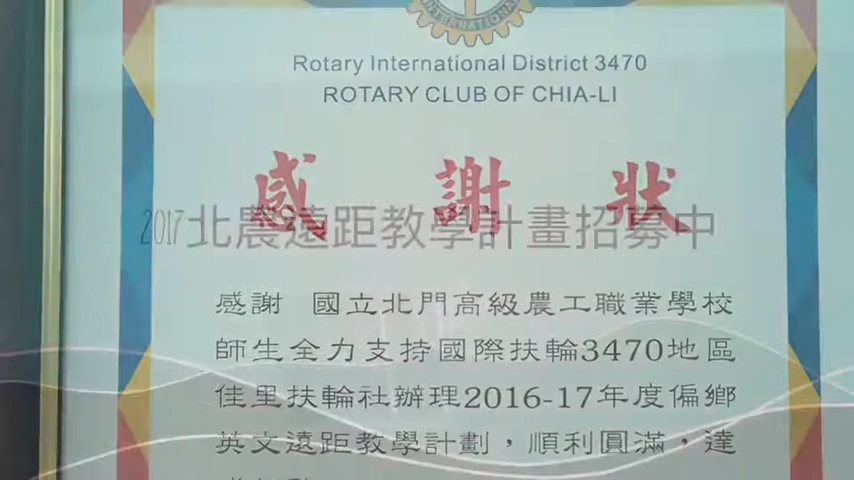 Rotary International District 3470
ROTARY CLUB OF CHIA-LI
感謝狀
2017北農遠距教學計畫招募中
感謝 國立北門高級農工職業學校
師生全力支持國際扶輪3470地區
佳里扶輪社辦理2016-17年度偏鄉
英文遠距教學計劃，順利圓滿，達